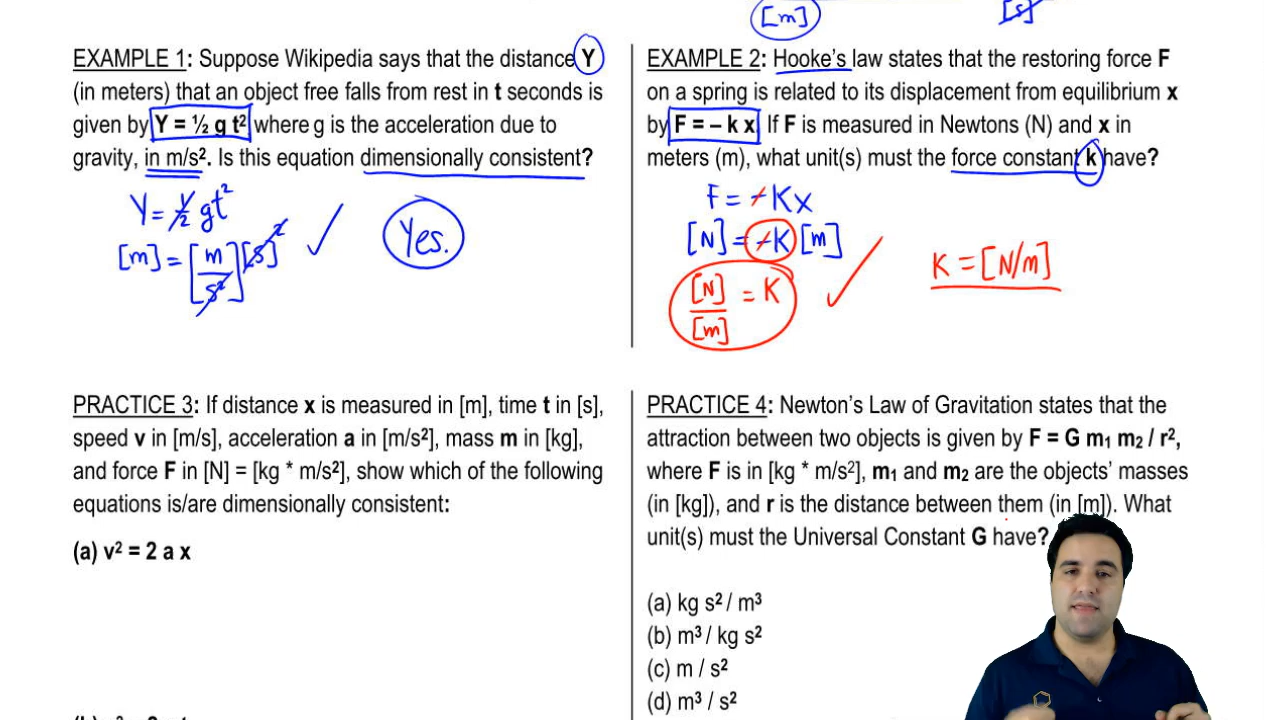 [m]
[s]
EXAMPLE 1: Suppose Wikipedia says that the distance Y
(in meters) that an object free falls from rest in t seconds is
given by Y = ½ g t² where g is the acceleration due to
gravity, in m/s². Is this equation dimensionally consistent?
Y = ½ gt²
[m] = [m/s²][s]²
✓
Yes.
EXAMPLE 2: Hooke's law states that the restoring force F
on a spring is related to its displacement from equilibrium x
by F = – k x. If F is measured in Newtons (N) and x in
meters (m), what unit(s) must the force constant k have?
F = -Kx
[N] = -K [m]
[N]/[m] = K
✓
K = [N/m]
PRACTICE 3: If distance x is measured in [m], time t in [s],
speed v in [m/s], acceleration a in [m/s²], mass m in [kg],
and force F in [N] = [kg * m/s²], show which of the following
equations is/are dimensionally consistent:
(a) v² = 2 a x
PRACTICE 4: Newton's Law of Gravitation states that the
attraction between two objects is given by F = G m₁ m₂ / r²,
where F is in [kg * m/s²], m₁ and m₂ are the objects' masses
(in [kg]), and r is the distance between them (in [m]). What
unit(s) must the Universal Constant G have?
(a) kg s² / m³
(b) m³ / kg s²
(c) m / s²
(d) m³ / s²